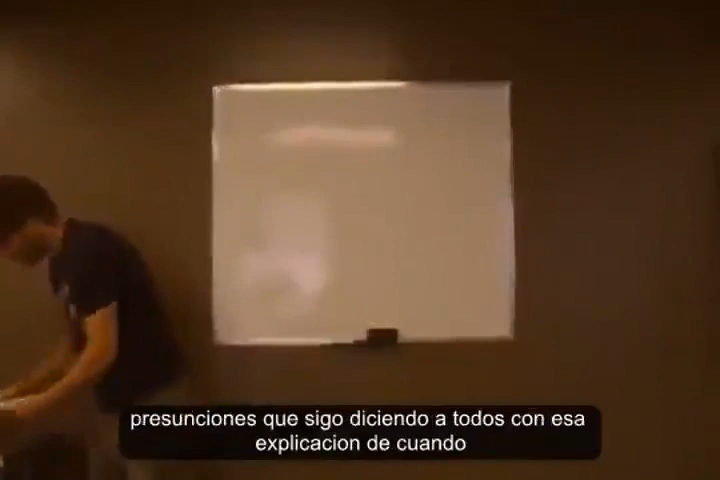 presunciones que sigo diciendo a todos con esa
explicacion de cuando